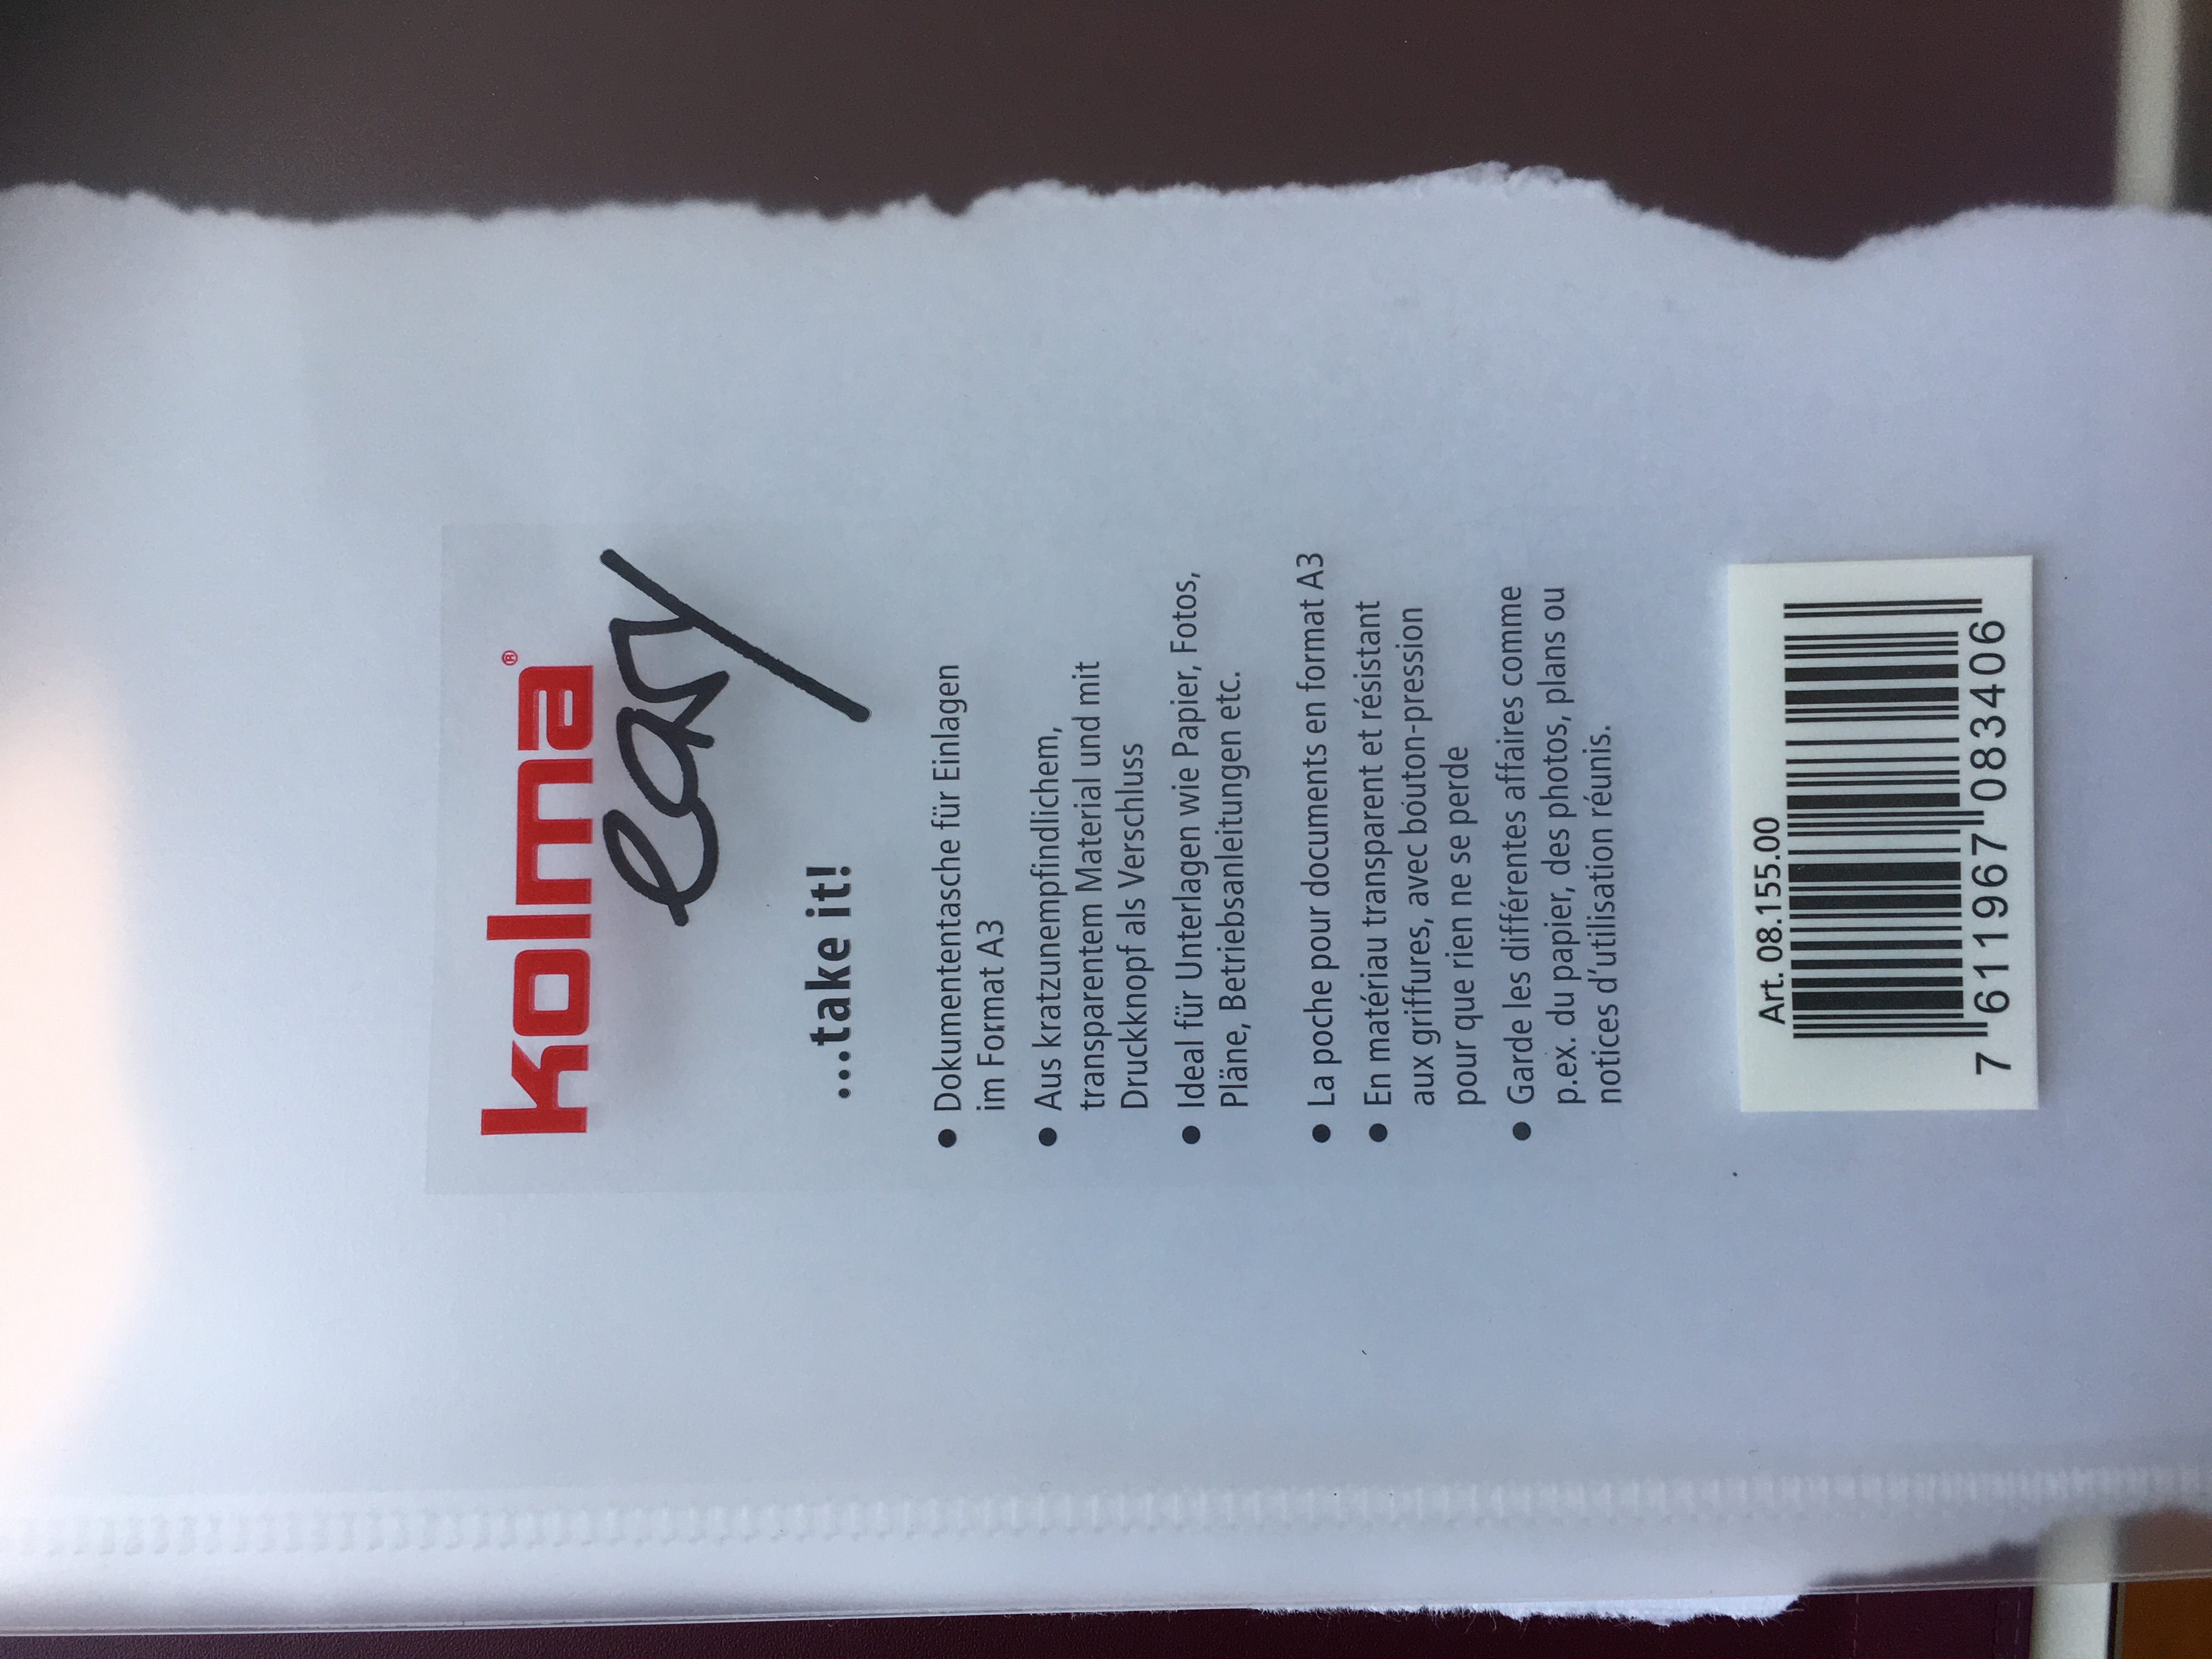 kolma®
easy
...take it!
• Dokumententasche für Einlagen
im Format A3
• Aus kratzunempfindlichem,
transparentem Material und mit
Druckknopf als Verschluss
• Ideal für Unterlagen wie Papier, Fotos,
Pläne, Betriebsanleitungen etc.
• La poche pour documents en format A3
• En matériau transparent et résistant
aux griffures, avec bouton-pression
pour que rien ne se perde
• Garde les différentes affaires comme
p.ex. du papier, des photos, plans ou
notices d'utilisation réunis.
Art. 08.155.00
7 611967 083406